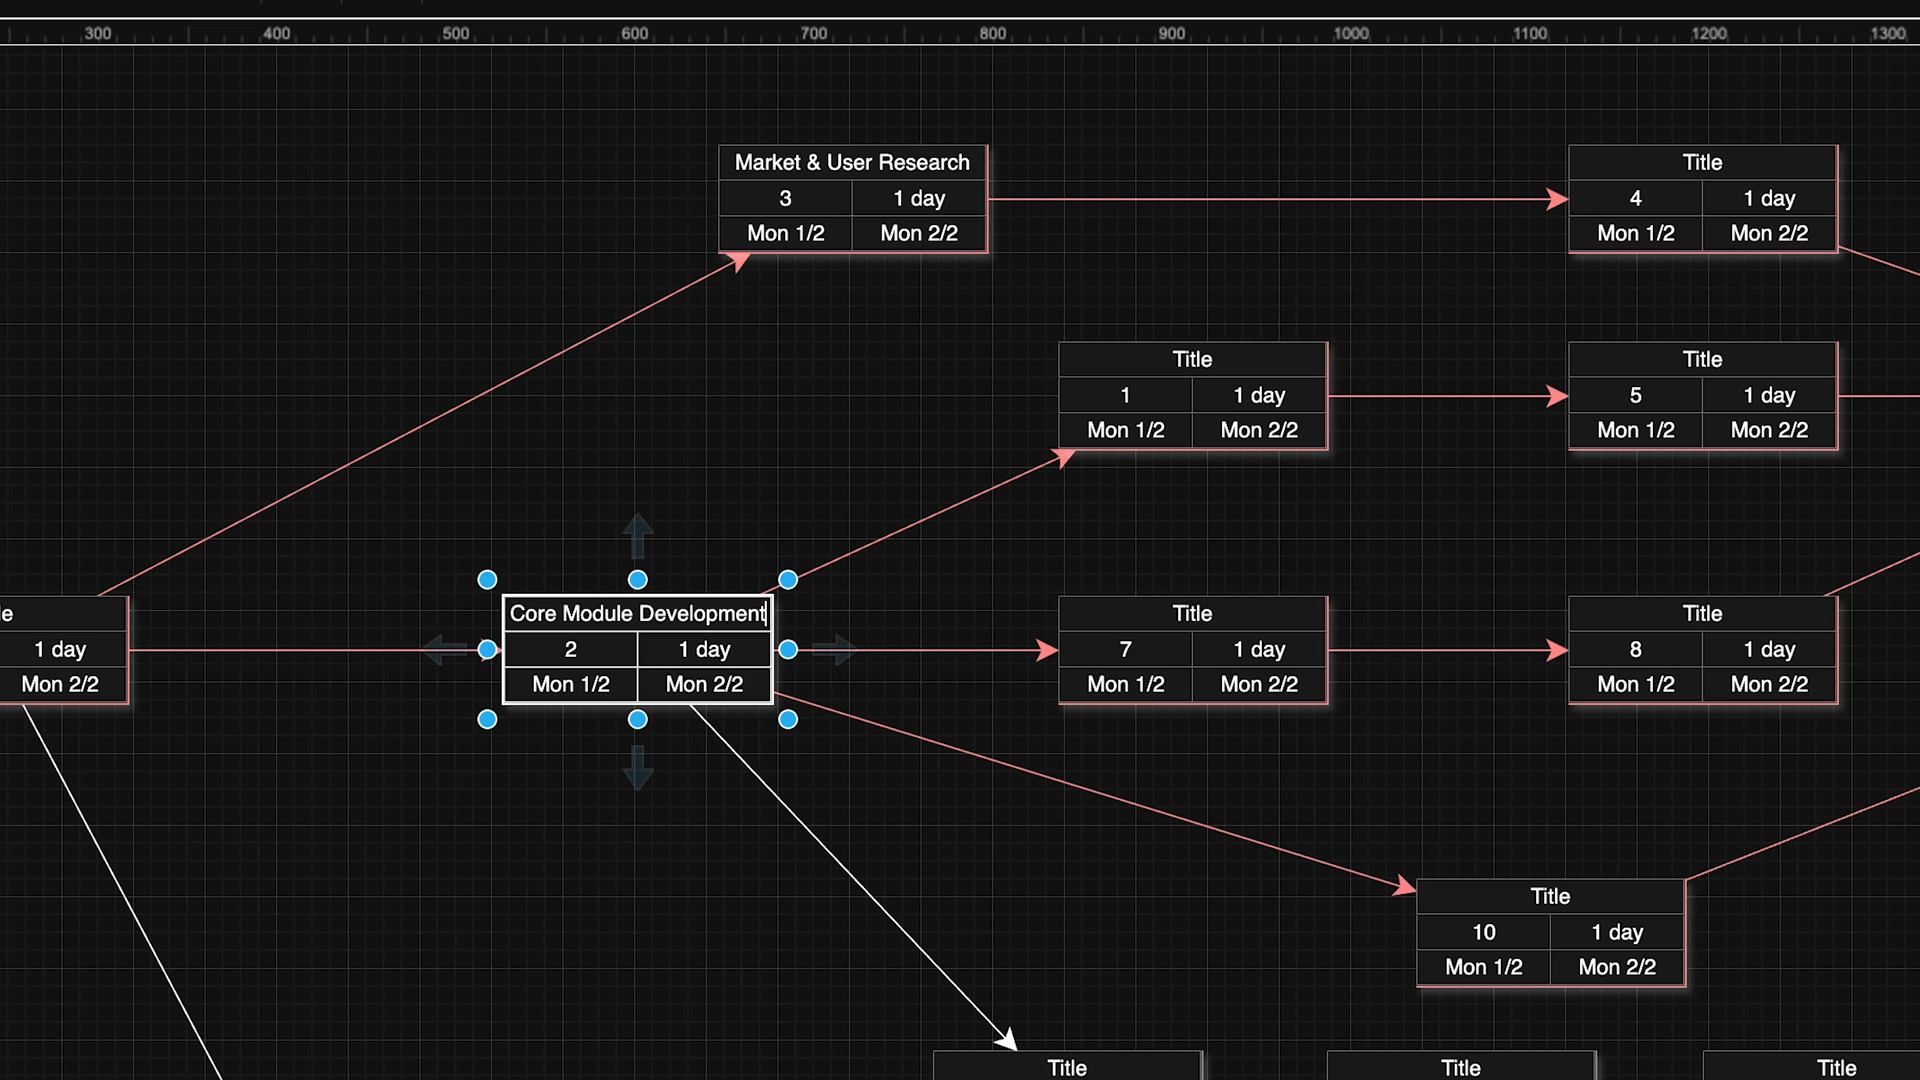 300 400 500 600 700 800 900 1000 1100 1200 1300
Market & User Research
3 1 day
Mon 1/2 Mon 2/2
Title
4 1 day
Mon 1/2 Mon 2/2
Title
1 1 day
Mon 1/2 Mon 2/2
Title
5 1 day
Mon 1/2 Mon 2/2
le
1 day
Mon 2/2
Core Module Development
2 1 day
Mon 1/2 Mon 2/2
Title
7 1 day
Mon 1/2 Mon 2/2
Title
8 1 day
Mon 1/2 Mon 2/2
Title
10 1 day
Mon 1/2 Mon 2/2
Title
Title
Title